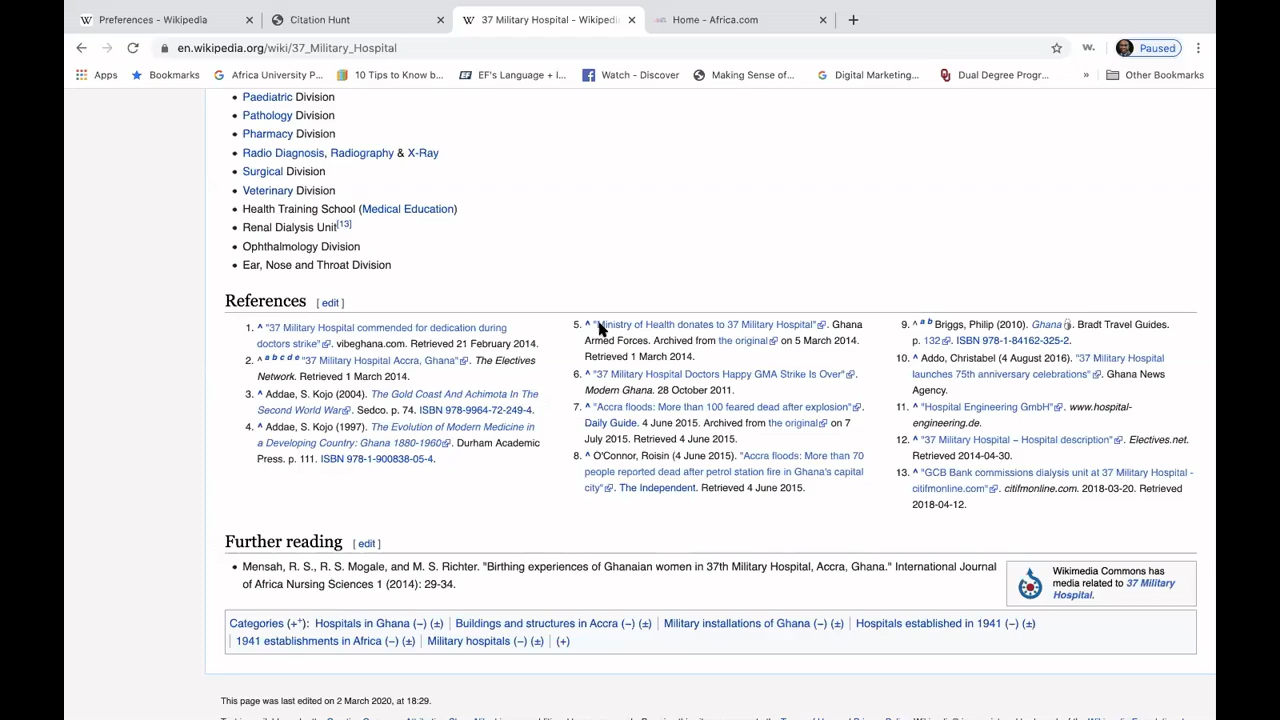 Preferences - Wikipedia
Citation Hunt
37 Military Hospital - Wikipedi
Home - Africa.com
en.wikipedia.org/wiki/37_Military_Hospital
W.
Paused
Apps
Bookmarks
Africa University P...
10 Tips to Know b...
EF's Language + I...
Watch - Discover
Making Sense of...
Digital Marketing...
Dual Degree Progr...
»
Other Bookmarks
• Paediatric Division
• Pathology Division
• Pharmacy Division
• Radio Diagnosis, Radiography & X-Ray
• Surgical Division
• Veterinary Division
• Health Training School (Medical Education)
• Renal Dialysis Unit[13]
• Ophthalmology Division
• Ear, Nose and Throat Division
References [ edit ]
1. ^ "37 Military Hospital commended for dedication during
doctors strike". vibeghana.com. Retrieved 21 February 2014.
2. ^ a b c d e "37 Military Hospital Accra, Ghana". The Electives
Network. Retrieved 1 March 2014.
3. ^ Addae, S. Kojo (2004). The Gold Coast And Achimota In The
Second World War. Sedco. p. 74. ISBN 978-9964-72-249-4.
4. ^ Addae, S. Kojo (1997). The Evolution of Modern Medicine in
a Developing Country: Ghana 1880-1960. Durham Academic
Press. p. 111. ISBN 978-1-900838-05-4.
5. ^ "Ministry of Health donates to 37 Military Hospital". Ghana
Armed Forces. Archived from the original on 5 March 2014.
Retrieved 1 March 2014.
6. ^ "37 Military Hospital Doctors Happy GMA Strike Is Over".
Modern Ghana. 28 October 2011.
7. ^ "Accra floods: More than 100 feared dead after explosion".
Daily Guide. 4 June 2015. Archived from the original on 7
July 2015. Retrieved 4 June 2015.
8. ^ O'Connor, Roisin (4 June 2015). "Accra floods: More than 70
people reported dead after petrol station fire in Ghana's capital
city". The Independent. Retrieved 4 June 2015.
9. ^ a b Briggs, Philip (2010). Ghana. Bradt Travel Guides.
p. 132. ISBN 978-1-84162-325-2.
10. ^ Addo, Christabel (4 August 2016). "37 Military Hospital
launches 75th anniversary celebrations". Ghana News
Agency.
11. ^ "Hospital Engineering GmbH". www.hospital-
engineering.de.
12. ^ "37 Military Hospital – Hospital description". Electives.net.
Retrieved 2014-04-30.
13. ^ "GCB Bank commissions dialysis unit at 37 Military Hospital -
citifmonline.com". citifmonline.com. 2018-03-20. Retrieved
2018-04-12.
Further reading [ edit ]
• Mensah, R. S., R. S. Mogale, and M. S. Richter. "Birthing experiences of Ghanaian women in 37th Military Hospital, Accra, Ghana." International Journal
of Africa Nursing Sciences 1 (2014): 29-34.
Wikimedia Commons has
media related to 37 Military
Hospital.
Categories (+⁺): Hospitals in Ghana (−) (±) | Buildings and structures in Accra (−) (±) | Military installations of Ghana (−) (±) | Hospitals established in 1941 (−) (±)
| 1941 establishments in Africa (−) (±) | Military hospitals (−) (±) | (+)
This page was last edited on 2 March 2020, at 18:29.